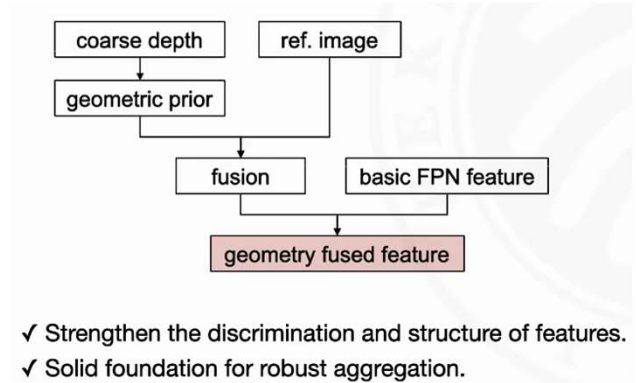 coarse depth
ref. image
geometric prior
fusion
basic FPN feature
geometry fused feature
✓ Strengthen the discrimination and structure of features.
✓ Solid foundation for robust aggregation.